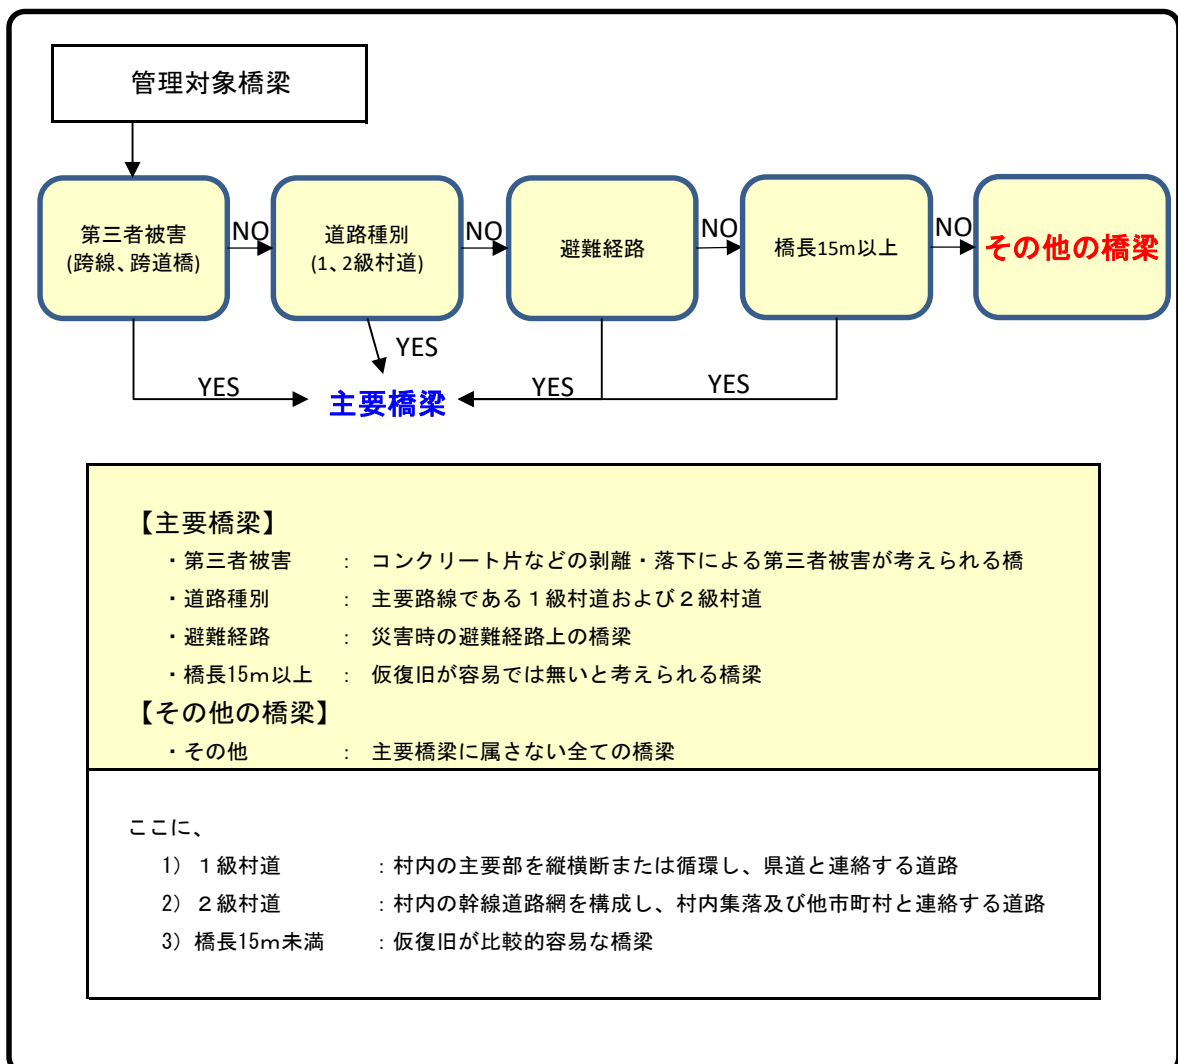 管理対象橋梁
第三者被害
(跨線、跨道橋)
NO
道路種別
(1、2級村道)
NO
避難経路
NO
橋長15m以上
NO
その他の橋梁
YES
YES
YES
YES
主要橋梁
【主要橋梁】
・第三者被害 : コンクリート片などの剥離・落下による第三者被害が考えられる橋
・道路種別 : 主要路線である１級村道および２級村道
・避難経路 : 災害時の避難経路上の橋梁
・橋長15ｍ以上 : 仮復旧が容易では無いと考えられる橋梁
【その他の橋梁】
・その他 : 主要橋梁に属さない全ての橋梁
ここに、
1) １級村道 : 村内の主要部を縦横断または循環し、県道と連絡する道路
2) ２級村道 : 村内の幹線道路網を構成し、村内集落及び他市町村と連絡する道路
3) 橋長15ｍ未満 : 仮復旧が比較的容易な橋梁